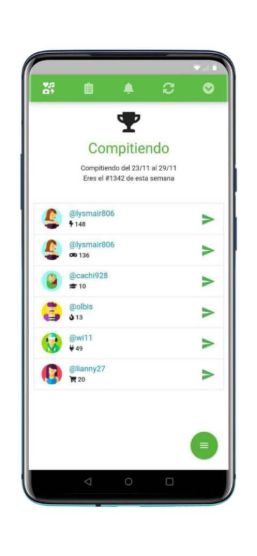 Compitiendo
Compitiendo del 23/11 al 29/11
Eres el #1342 de esta semana
@lysmair806
148
@lysmair806
136
@cachi928
10
@olbis
13
@wi11
49
@lianny27
20